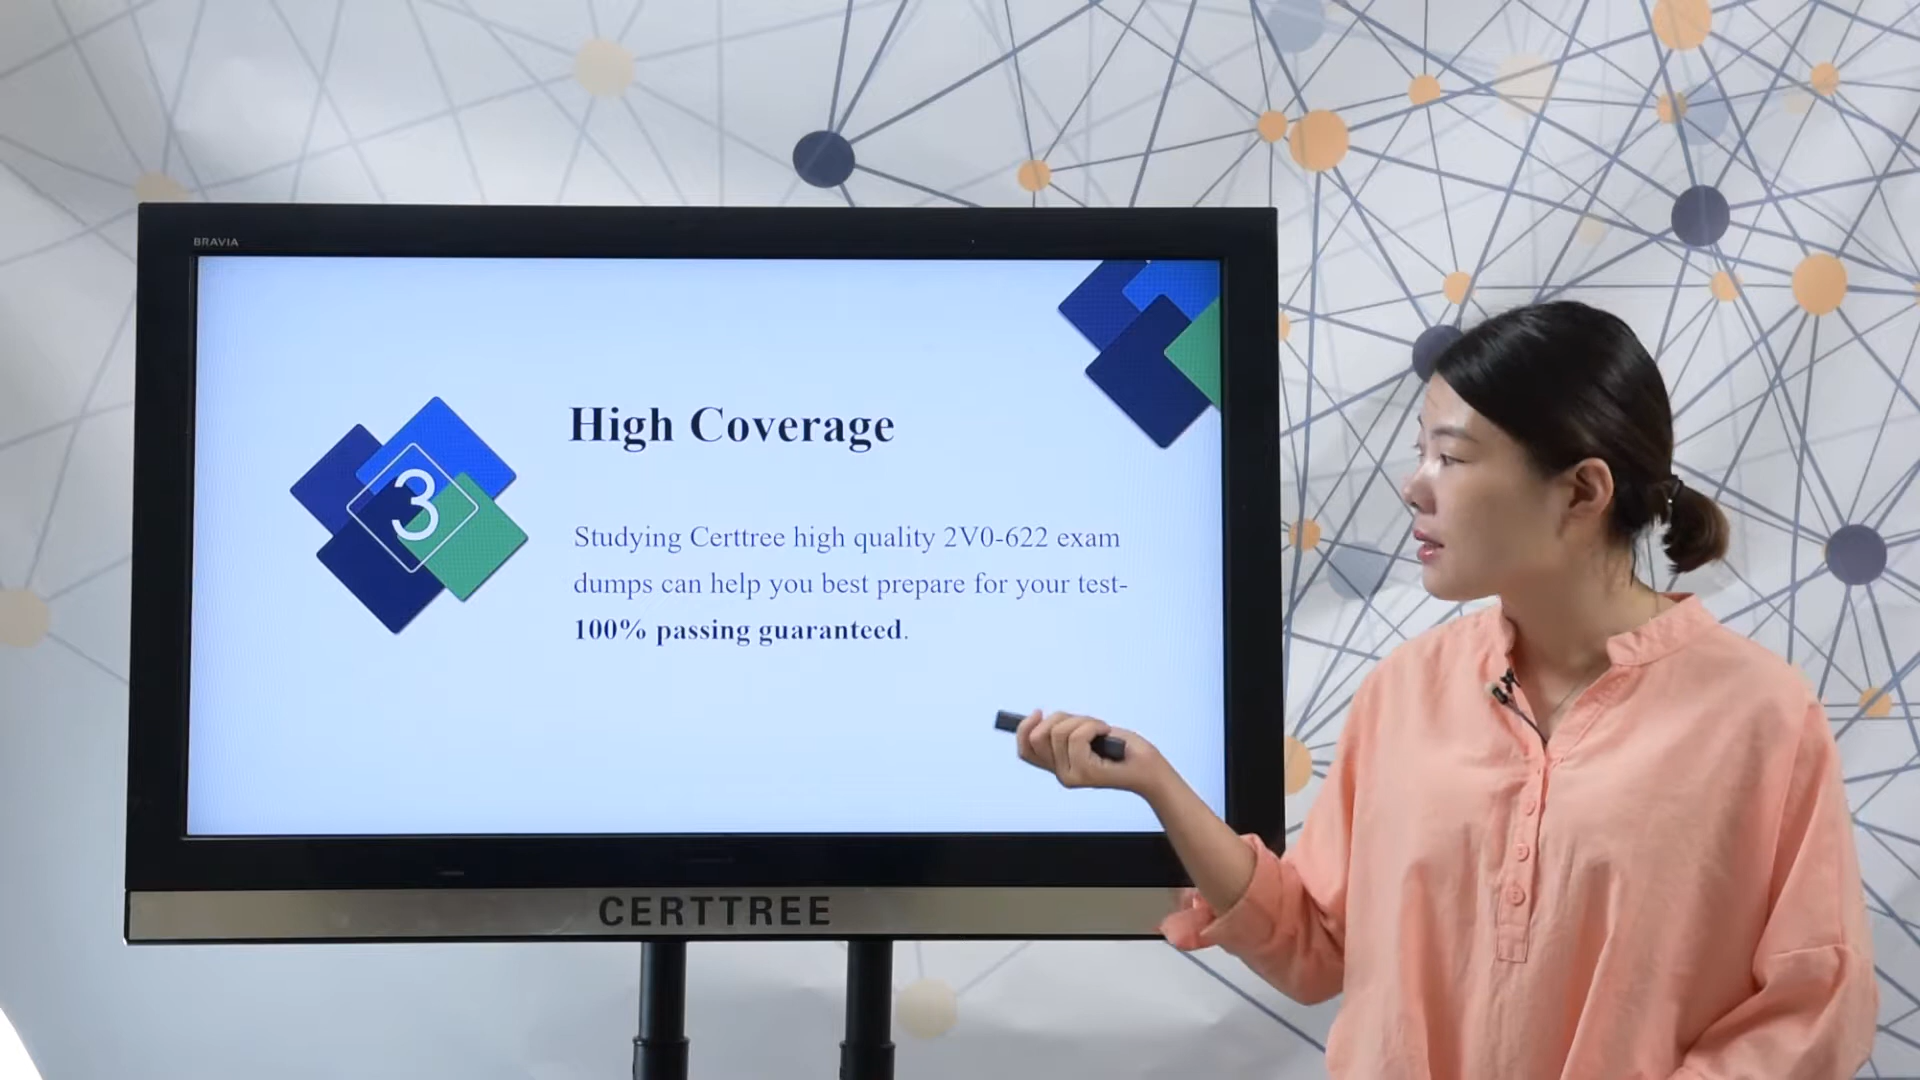 BRAVIA
High Coverage
3
Studying Certtree high quality 2V0-622 exam
dumps can help you best prepare for your test-
100% passing guaranteed.
CERTTREE